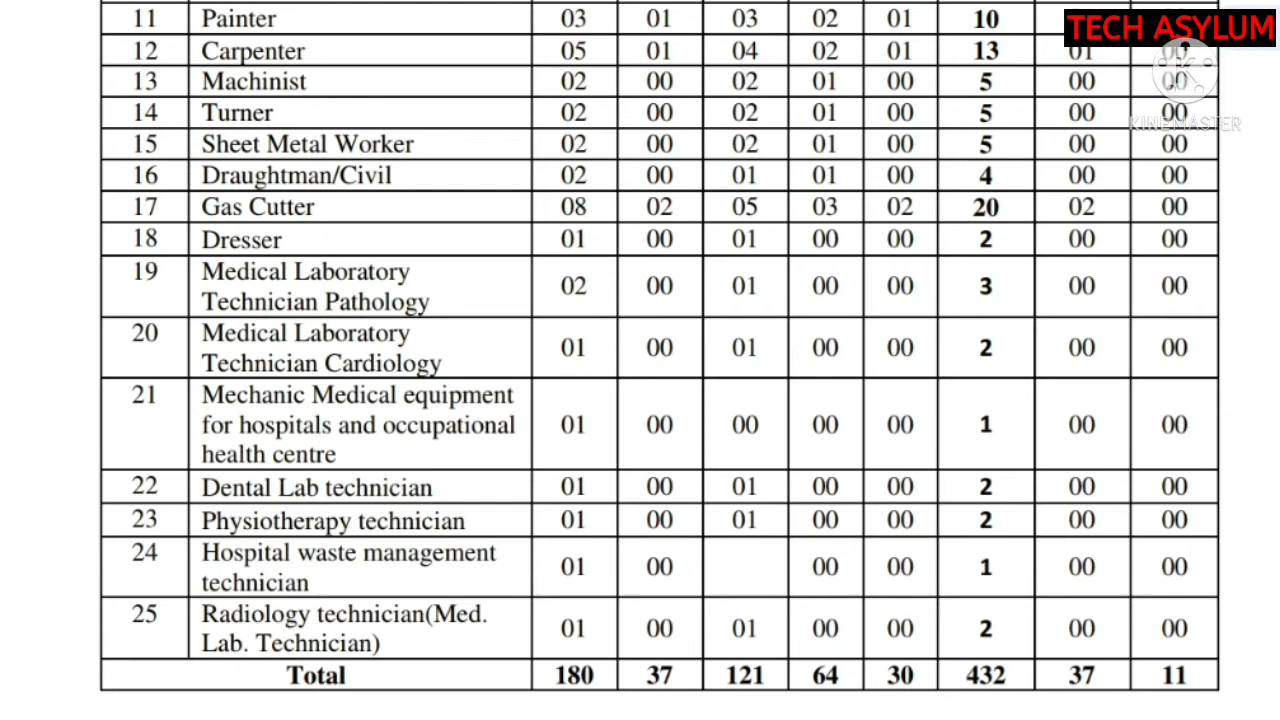 TECH ASYLUM
11 Painter 03 01 03 02 01 10
12 Carpenter 05 01 04 02 01 13 01 00
13 Machinist 02 00 02 01 00 5 00 00
14 Turner 02 00 02 01 00 5 00 00
KINEMASTER
15 Sheet Metal Worker 02 00 02 01 00 5 00 00
16 Draughtman/Civil 02 00 01 01 00 4 00 00
17 Gas Cutter 08 02 05 03 02 20 02 00
18 Dresser 01 00 01 00 00 2 00 00
19 Medical Laboratory
Technician Pathology 02 00 01 00 00 3 00 00
20 Medical Laboratory
Technician Cardiology 01 00 01 00 00 2 00 00
21 Mechanic Medical equipment
for hospitals and occupational 01 00 00 00 00 1 00 00
health centre
22 Dental Lab technician 01 00 01 00 00 2 00 00
23 Physiotherapy technician 01 00 01 00 00 2 00 00
24 Hospital waste management
technician 01 00 00 00 1 00 00
25 Radiology technician(Med.
Lab. Technician) 01 00 01 00 00 2 00 00
Total 180 37 121 64 30 432 37 11